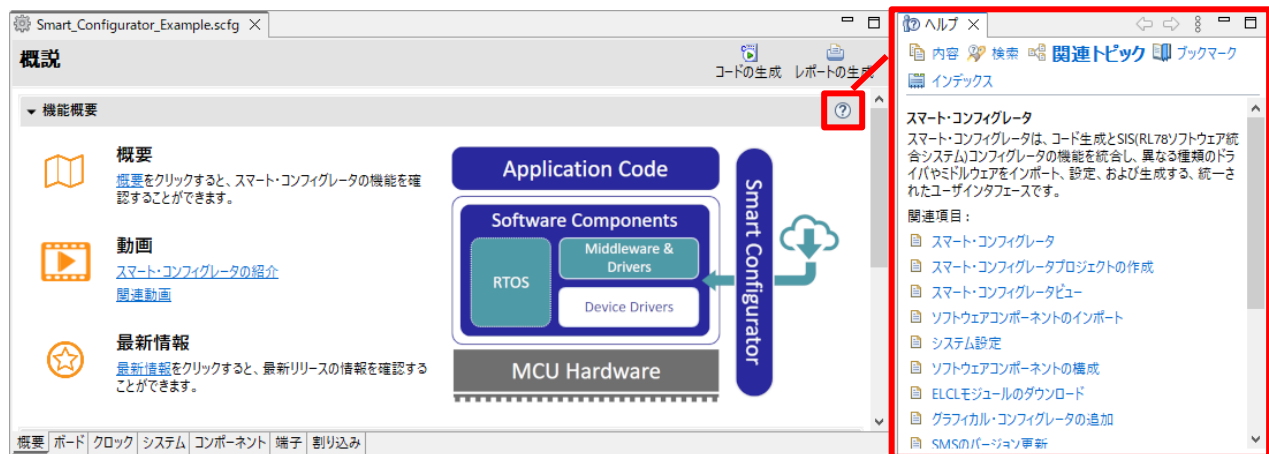 Smart_Configurator_Example.scfg
概説
コードの生成 レポートの生成
機能概要
概要
概要をクリックすると、スマート・コンフィグレータの機能を確
認することができます。
動画
スマート・コンフィグレータの紹介
関連動画
最新情報
最新情報をクリックすると、最新リリースの情報を確認する
ことができます。
Application Code
Software Components
RTOS
Middleware &
Drivers
Device Drivers
MCU Hardware
Smart Configurator
概要 ボード クロック システム コンポーネント 端子 割り込み
ヘルプ
内容 検索 関連トピック ブックマーク
インデックス
スマート・コンフィグレータ
スマート・コンフィグレータは、コード生成とSIS(RL78ソフトウェア統
合システム)コンフィグレータの機能を統合し、異なる種類のドラ
イバやミドルウェアをインポート、設定、および生成する、統一さ
れたユーザインタフェースです。
関連項目:
スマート・コンフィグレータ
スマート・コンフィグレータプロジェクトの作成
スマート・コンフィグレータビュー
ソフトウェアコンポーネントのインポート
システム設定
ソフトウェアコンポーネントの構成
ELCLモジュールのダウンロード
グラフィカル・コンフィグレータの追加
SMSのバージョン更新